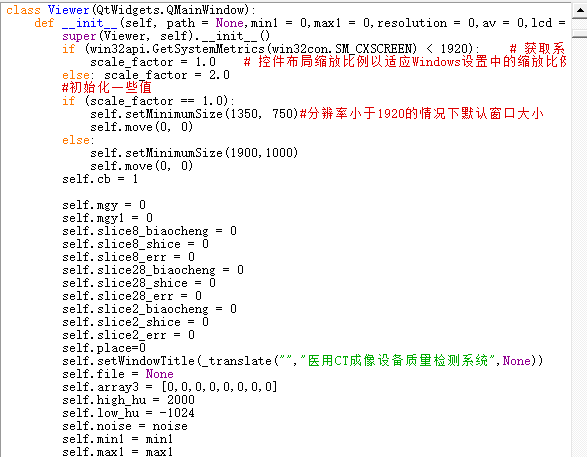 class Viewer(QtWidgets.QMainWindow):
    def __init__(self, path = None,min1 = 0,max1 = 0,resolution = 0,av = 0,lcd =
        super(Viewer, self).__init__()
        if (win32api.GetSystemMetrics(win32con.SM_CXSCREEN) < 1920):    # 获取系
            scale_factor = 1.0    # 控件布局缩放比例以适应Windows设置中的缩放比例
        else: scale_factor = 2.0
        #初始化一些值
        if (scale_factor == 1.0):
            self.setMinimumSize(1350, 750)#分辨率小于1920的情况下默认窗口大小
            self.move(0, 0)
        else:
            self.setMinimumSize(1900,1000)
            self.move(0, 0)
        self.cb = 1
        self.mgy = 0
        self.mgy1 = 0
        self.slice8_biaocheng = 0
        self.slice8_shice = 0
        self.slice8_err = 0
        self.slice28_biaocheng = 0
        self.slice28_shice = 0
        self.slice28_err = 0
        self.slice2_biaocheng = 0
        self.slice2_shice = 0
        self.slice2_err = 0
        self.place=0
        self.setWindowTitle(_translate("","医用CT成像设备质量检测系统",None))
        self.file = None
        self.array3 = [0,0,0,0,0,0,0,0]
        self.high_hu = 2000
        self.low_hu = -1024
        self.noise = noise
        self.min1 = min1
        self.max1 = max1